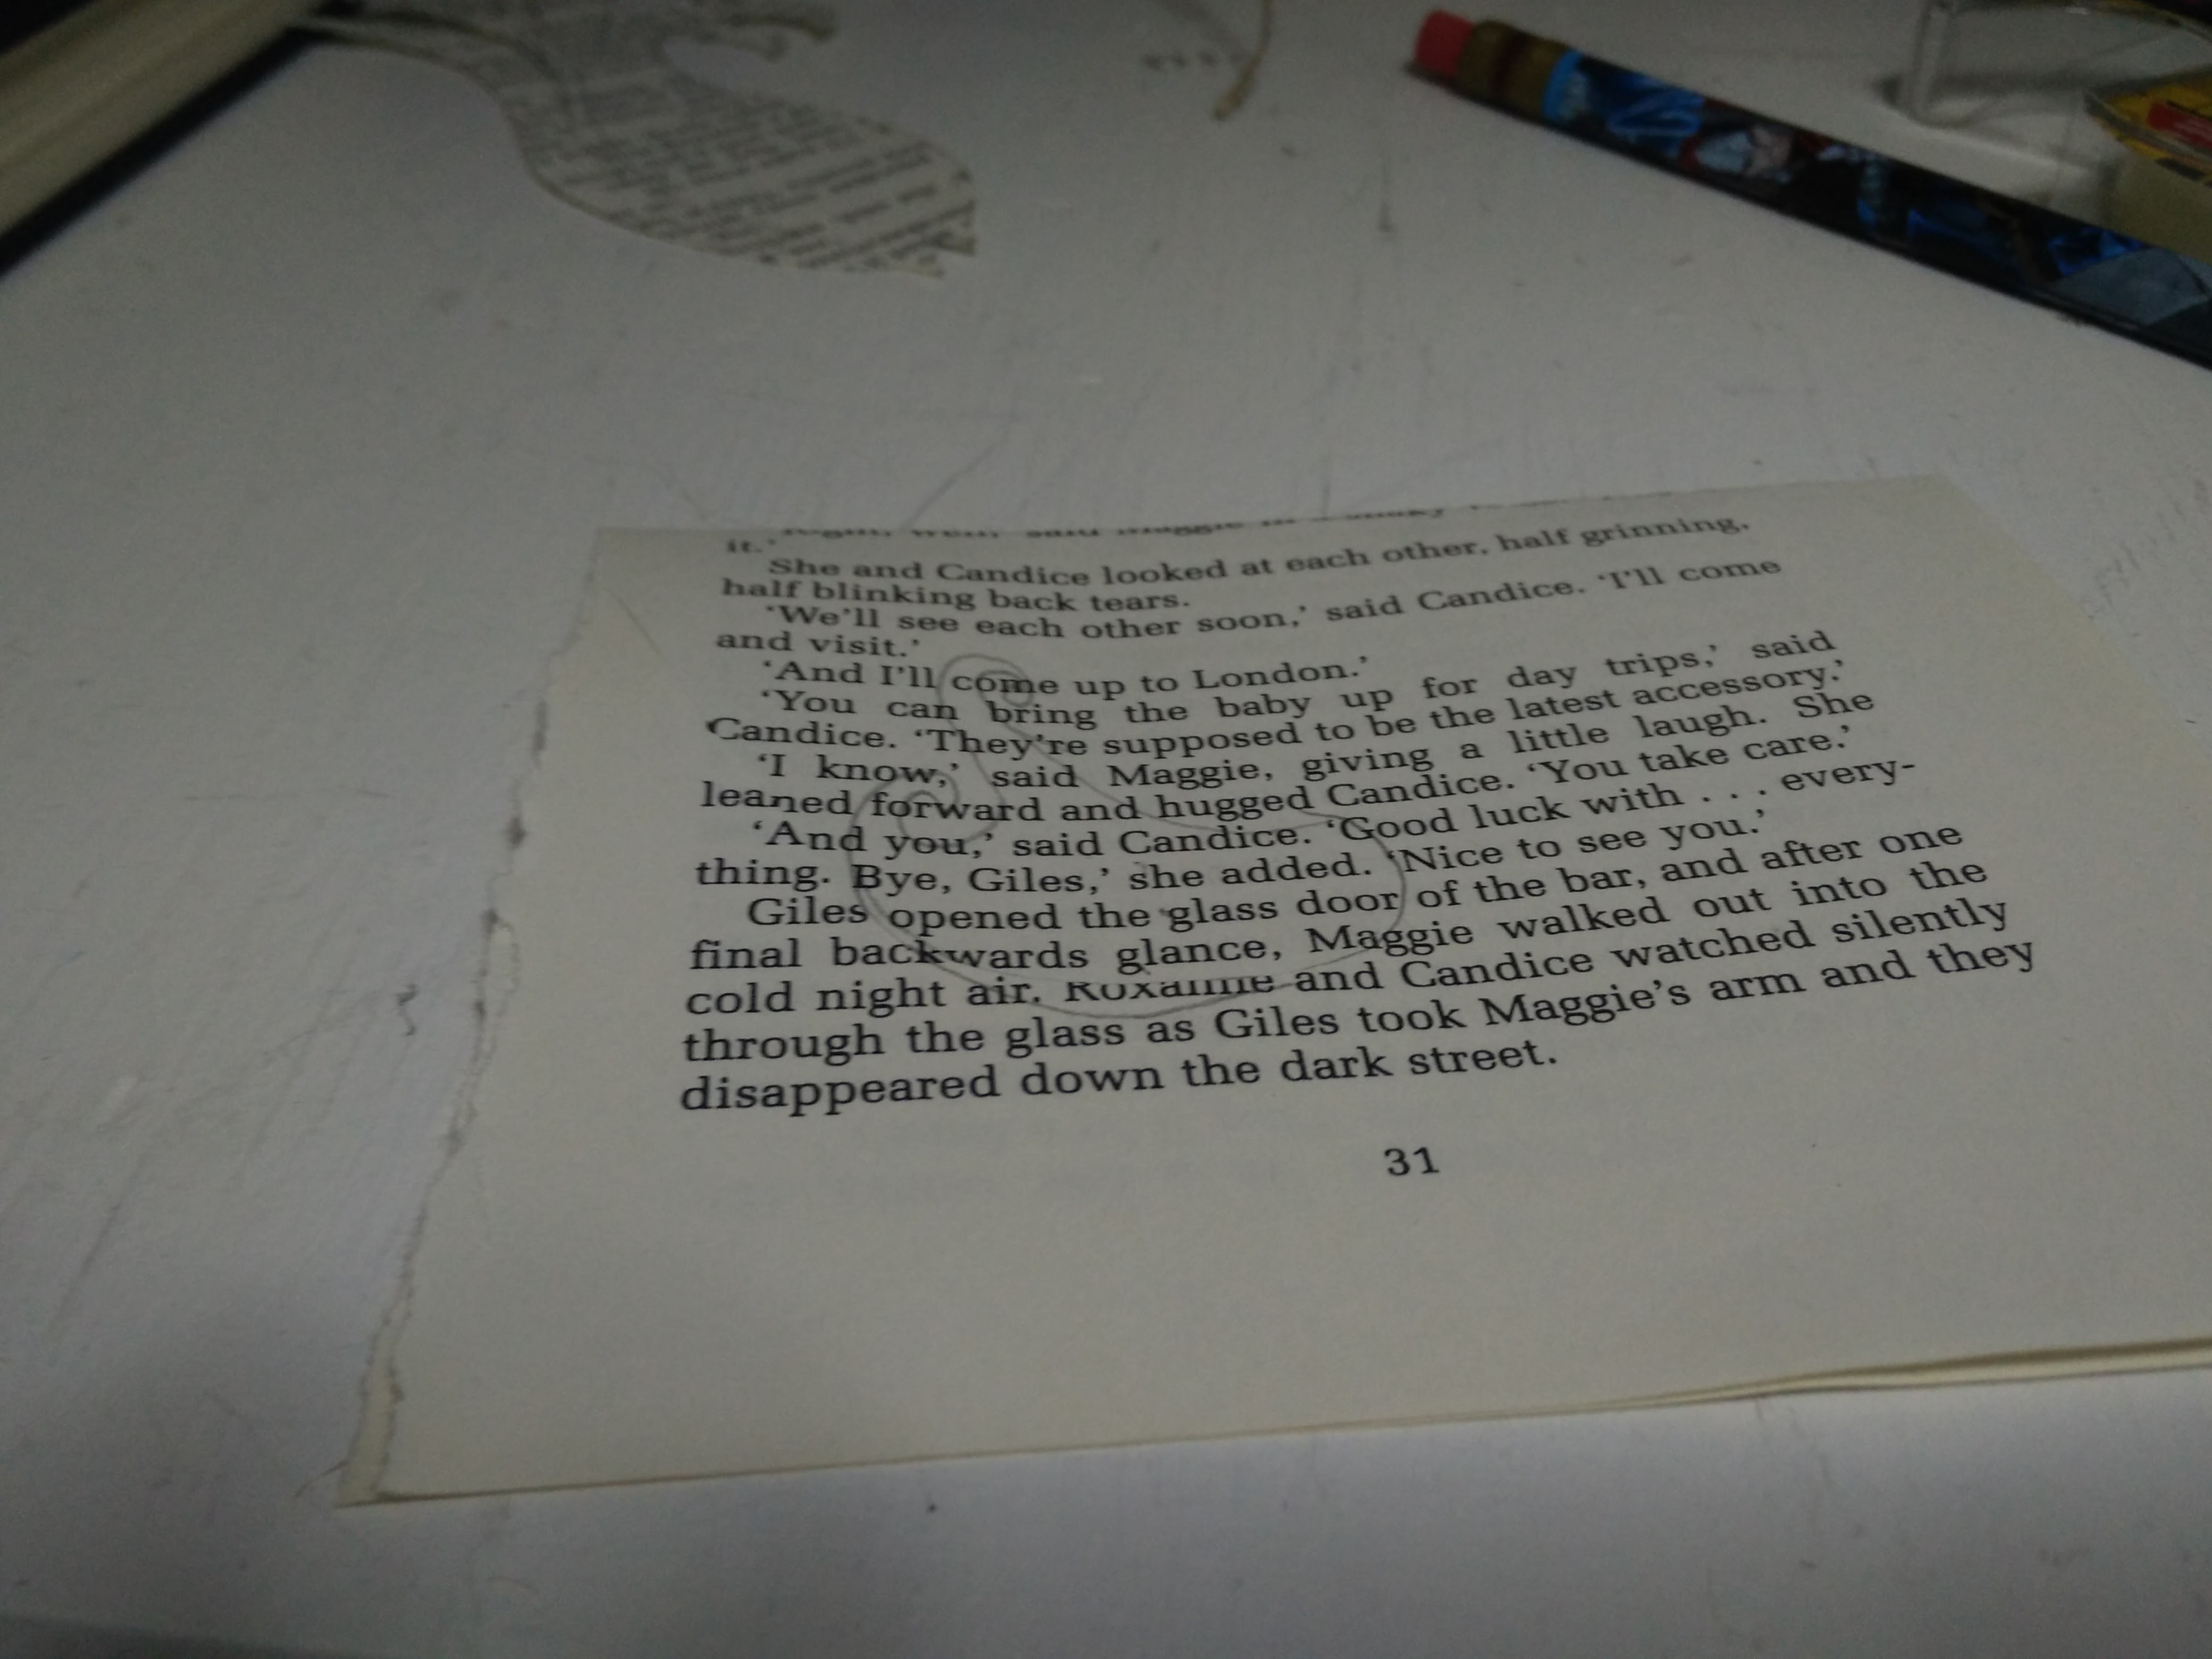 it.’
She and Candice looked at each other, half grinning,
half blinking back tears.
‘We’ll see each other soon,’ said Candice. ‘I’ll come
and visit.’
‘And I’ll come up to London.’
‘You can bring the baby up for day trips,’ said
Candice. ‘They’re supposed to be the latest accessory.’
‘I know,’ said Maggie, giving a little laugh. She
leaned forward and hugged Candice. ‘You take care.’
‘And you,’ said Candice. ‘Good luck with . . . every-
thing. Bye, Giles,’ she added. ‘Nice to see you.’
Giles opened the glass door of the bar, and after one
final backwards glance, Maggie walked out into the
cold night air. Roxanne and Candice watched silently
through the glass as Giles took Maggie’s arm and they
disappeared down the dark street.
31